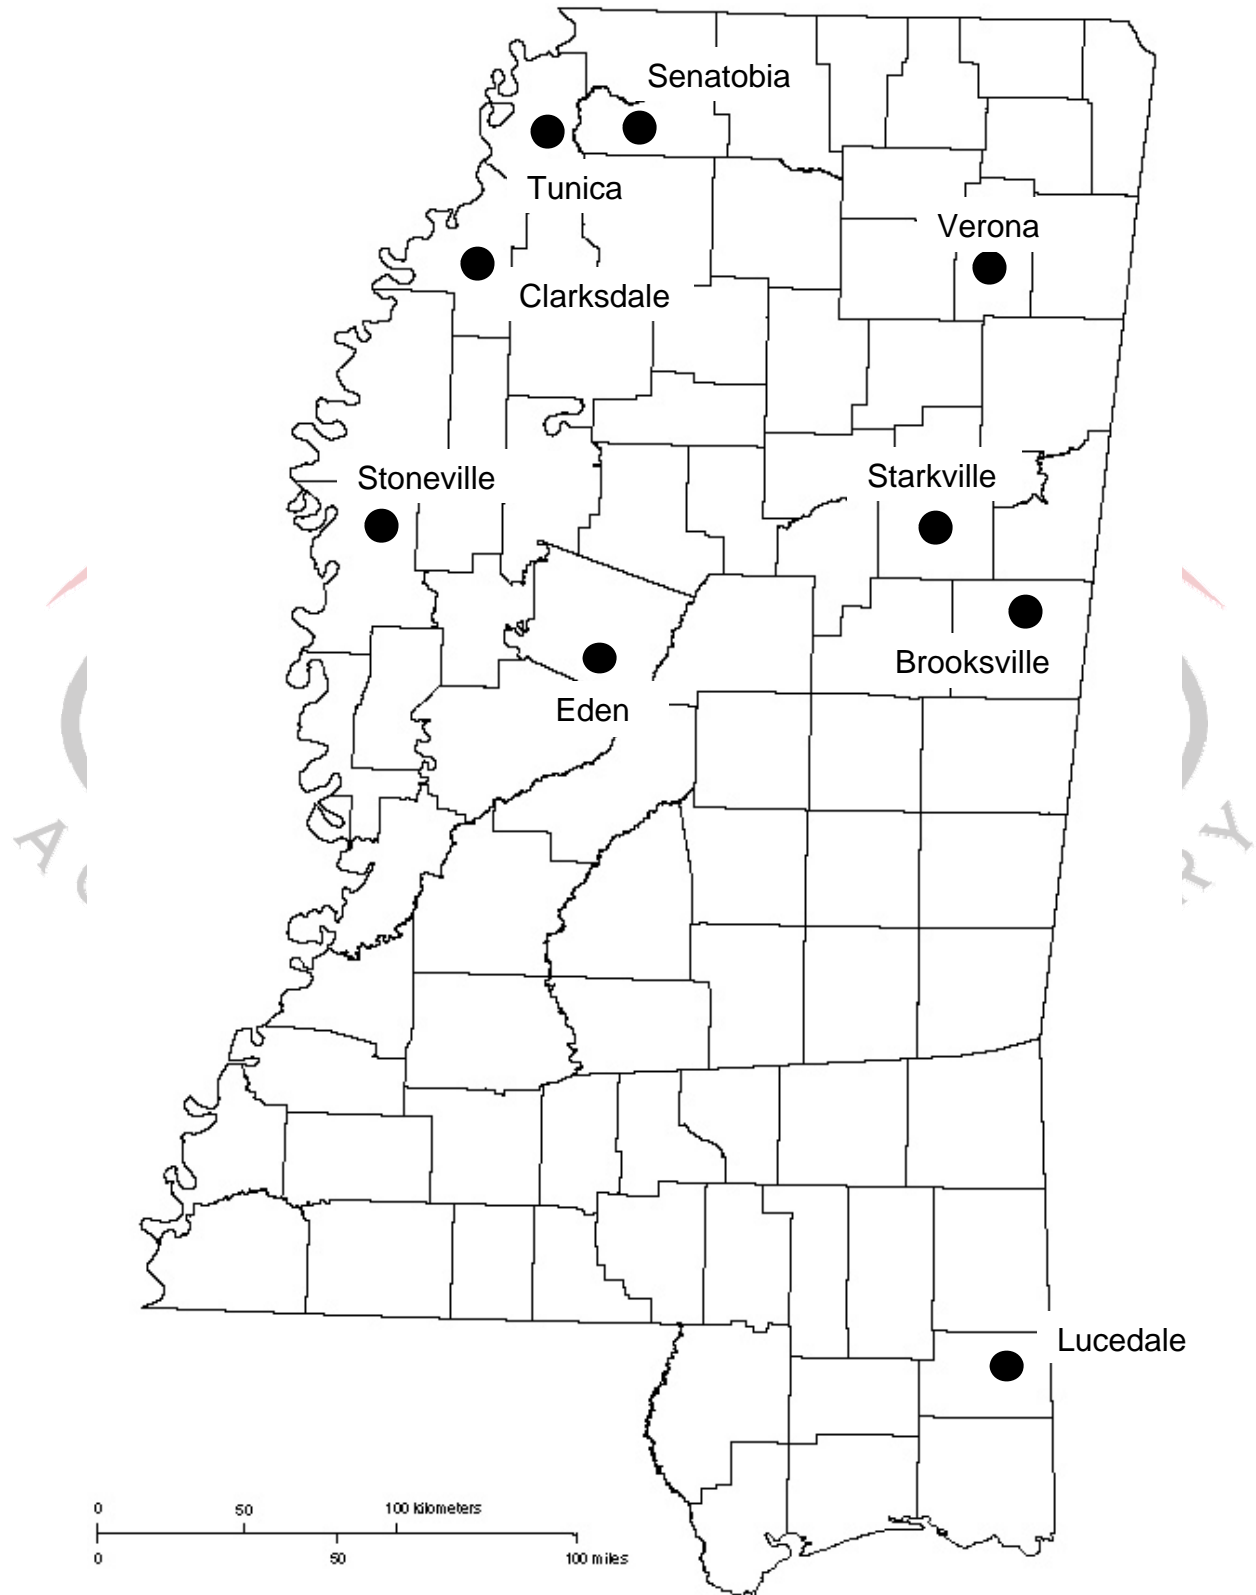 Senatobia
Tunica
Verona
Clarksdale
Stoneville
Starkville
Brooksville
Eden
Lucedale
0 50 100 kilometers
0 50 100 miles